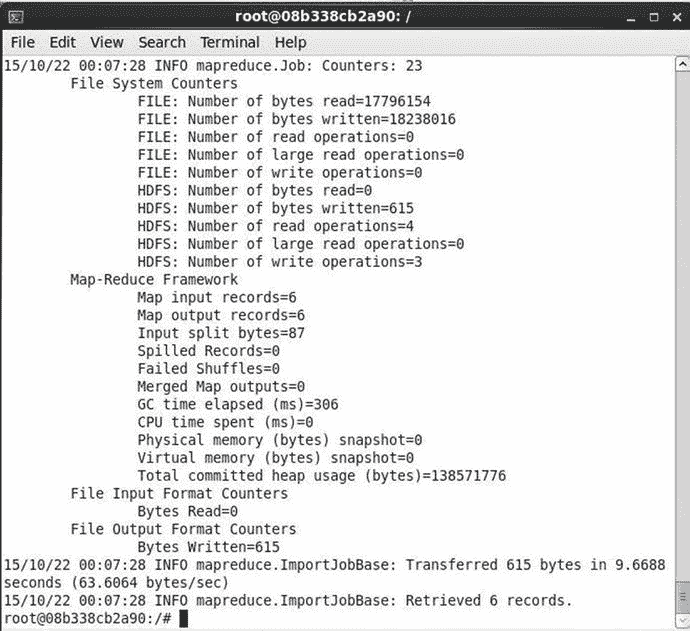 root@08b338cb2a90: /
File Edit View Search Terminal Help
15/10/22 00:07:28 INFO mapreduce.Job: Counters: 23
File System Counters
FILE: Number of bytes read=17796154
FILE: Number of bytes written=18238016
FILE: Number of read operations=0
FILE: Number of large read operations=0
FILE: Number of write operations=0
HDFS: Number of bytes read=0
HDFS: Number of bytes written=615
HDFS: Number of read operations=4
HDFS: Number of large read operations=0
HDFS: Number of write operations=3
Map-Reduce Framework
Map input records=6
Map output records=6
Input split bytes=87
Spilled Records=0
Failed Shuffles=0
Merged Map outputs=0
GC time elapsed (ms)=306
CPU time spent (ms)=0
Physical memory (bytes) snapshot=0
Virtual memory (bytes) snapshot=0
Total committed heap usage (bytes)=138571776
File Input Format Counters
Bytes Read=0
File Output Format Counters
Bytes Written=615
15/10/22 00:07:28 INFO mapreduce.ImportJobBase: Transferred 615 bytes in 9.6688
seconds (63.6064 bytes/sec)
15/10/22 00:07:28 INFO mapreduce.ImportJobBase: Retrieved 6 records.
root@08b338cb2a90:/#